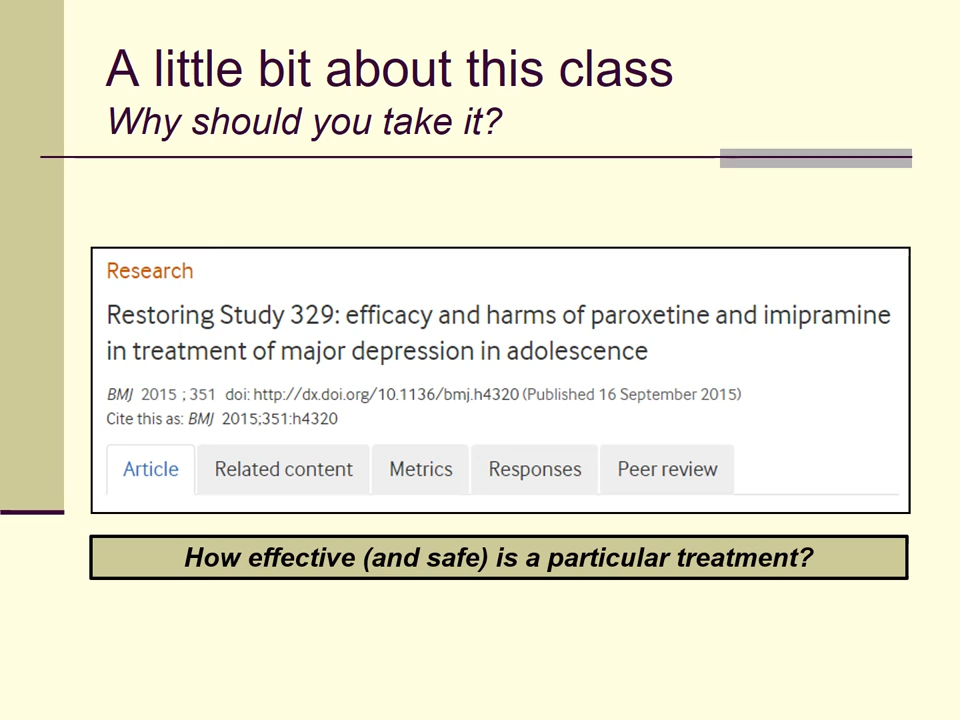 A little bit about this class
Why should you take it?
Research
Restoring Study 329: efficacy and harms of paroxetine and imipramine
in treatment of major depression in adolescence
BMJ 2015 ; 351 doi: http://dx.doi.org/10.1136/bmj.h4320 (Published 16 September 2015)
Cite this as: BMJ 2015;351:h4320
Article Related content Metrics Responses Peer review
How effective (and safe) is a particular treatment?